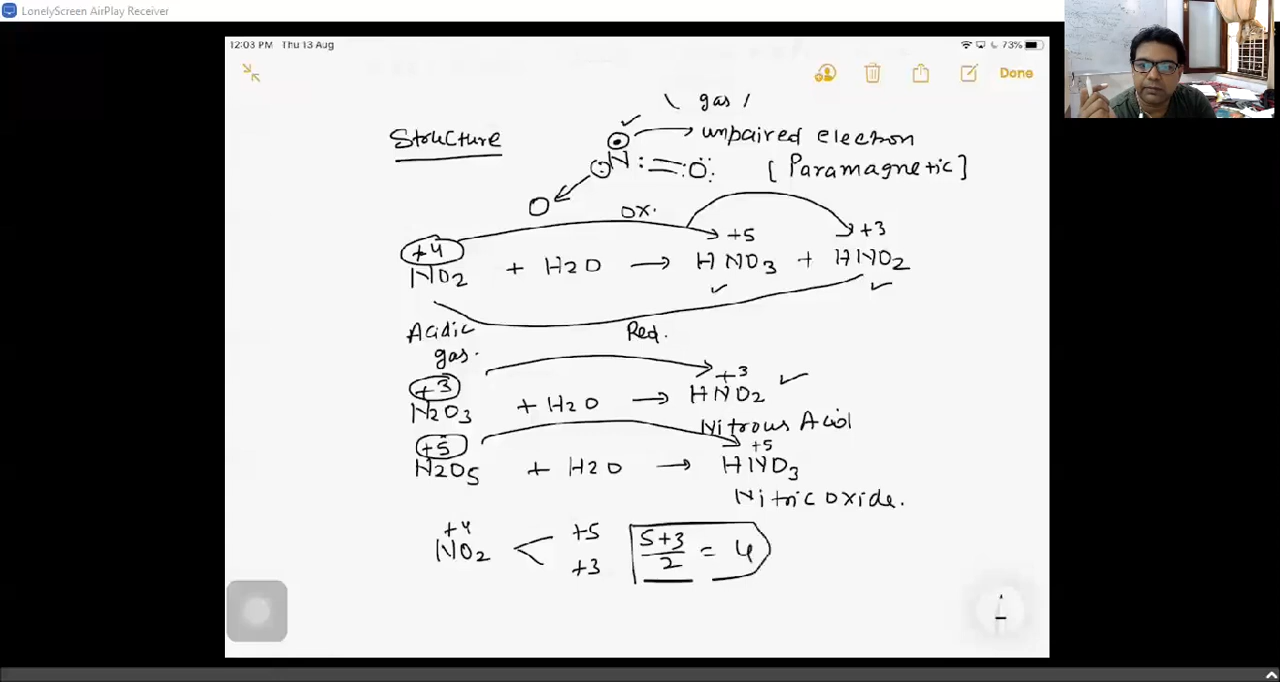 LonelyScreen AirPlay Receiver
12:03 PM Thu 13 Aug
73%
Done
( gas )
Structure
unpaired electron
N :  O
[ Paramagnetic ]
O
ox.
+4 +5 +3
NO2 + H2O → HNO3 + HNO2
Acidic gas.
Red.
+3 +3
N2O3 + H2O → HNO2
Nitrous Acid
+5 +5
N2O5 + H2O → HNO3
Nitric oxide.
+4 +5
NO2 < 5+3/2 = 4
+3